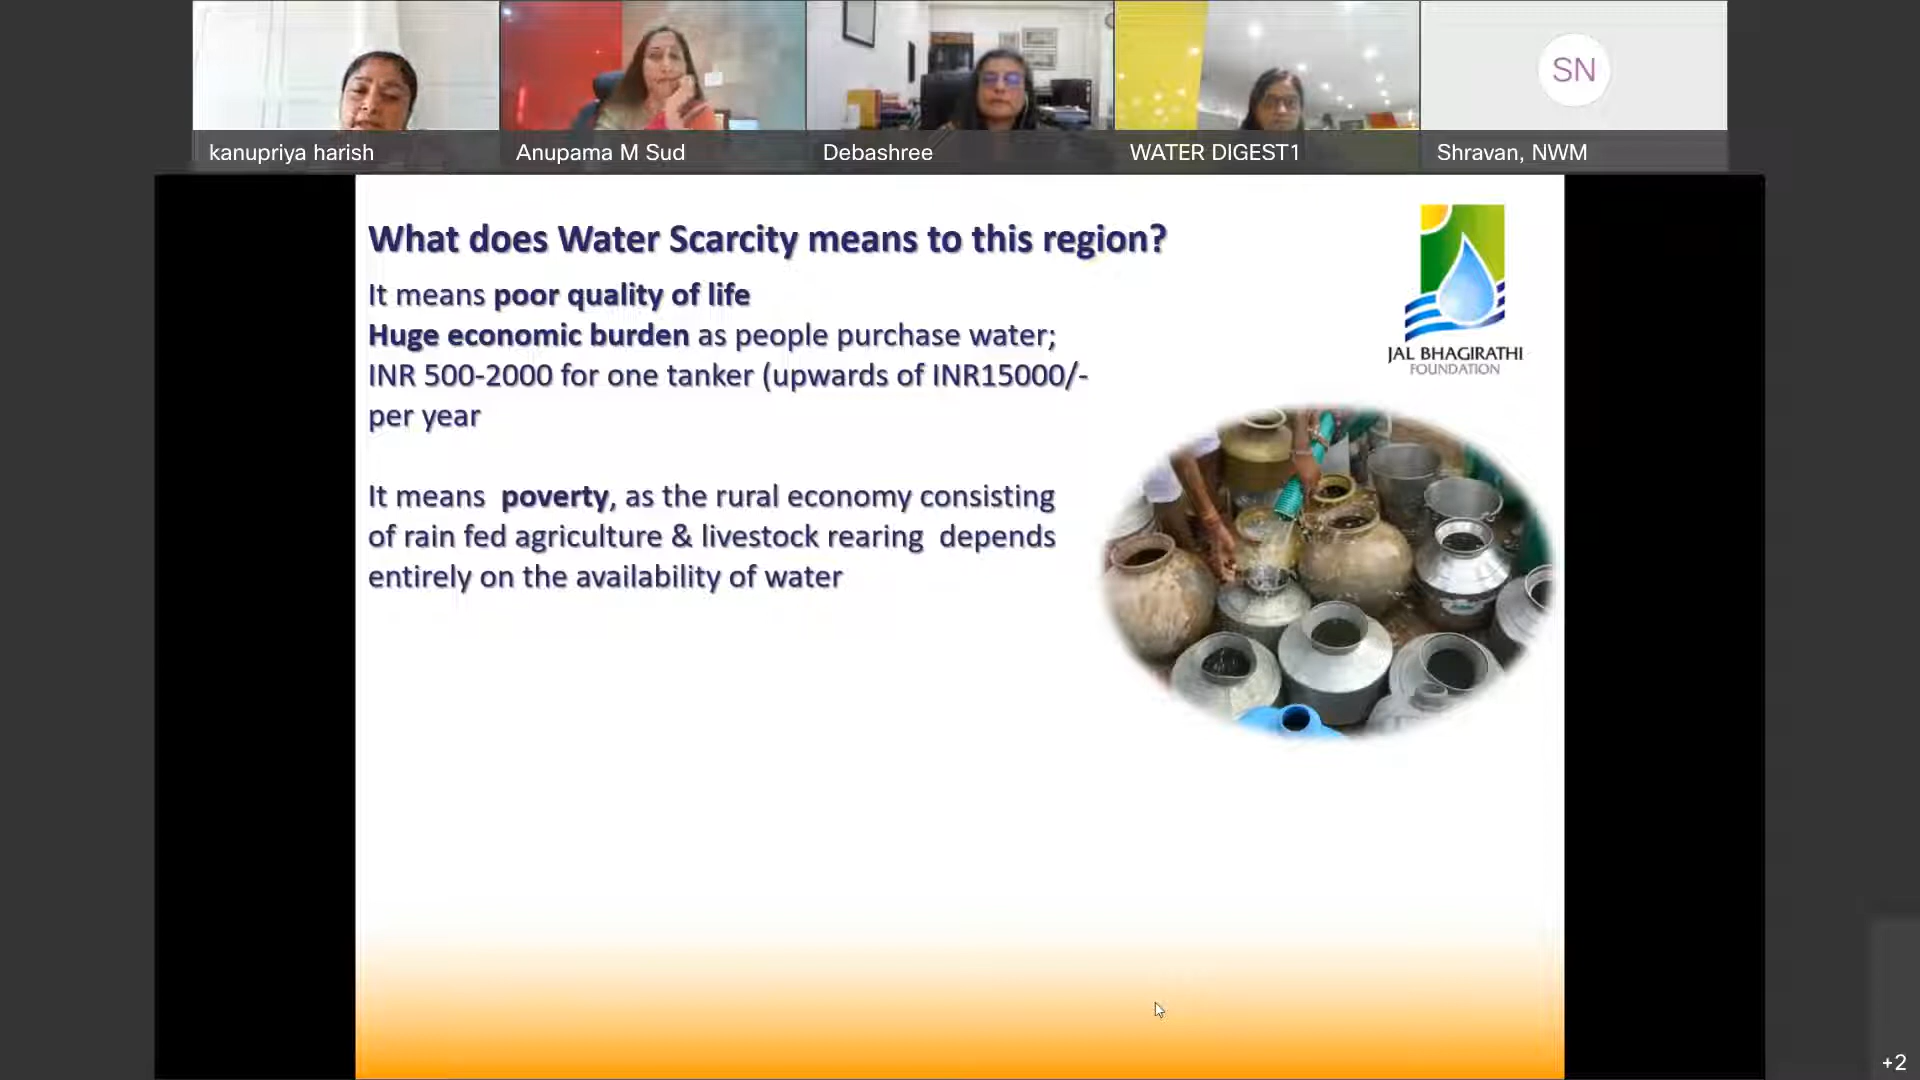 kanupriya harish
Anupama M Sud
Debashree
WATER DIGEST1
SN
Shravan, NWM
What does Water Scarcity means to this region?
It means poor quality of life
Huge economic burden as people purchase water;
INR 500-2000 for one tanker (upwards of INR15000/-
per year
It means poverty, as the rural economy consisting
of rain fed agriculture & livestock rearing depends
entirely on the availability of water
JAL BHAGIRATHI
FOUNDATION
+2